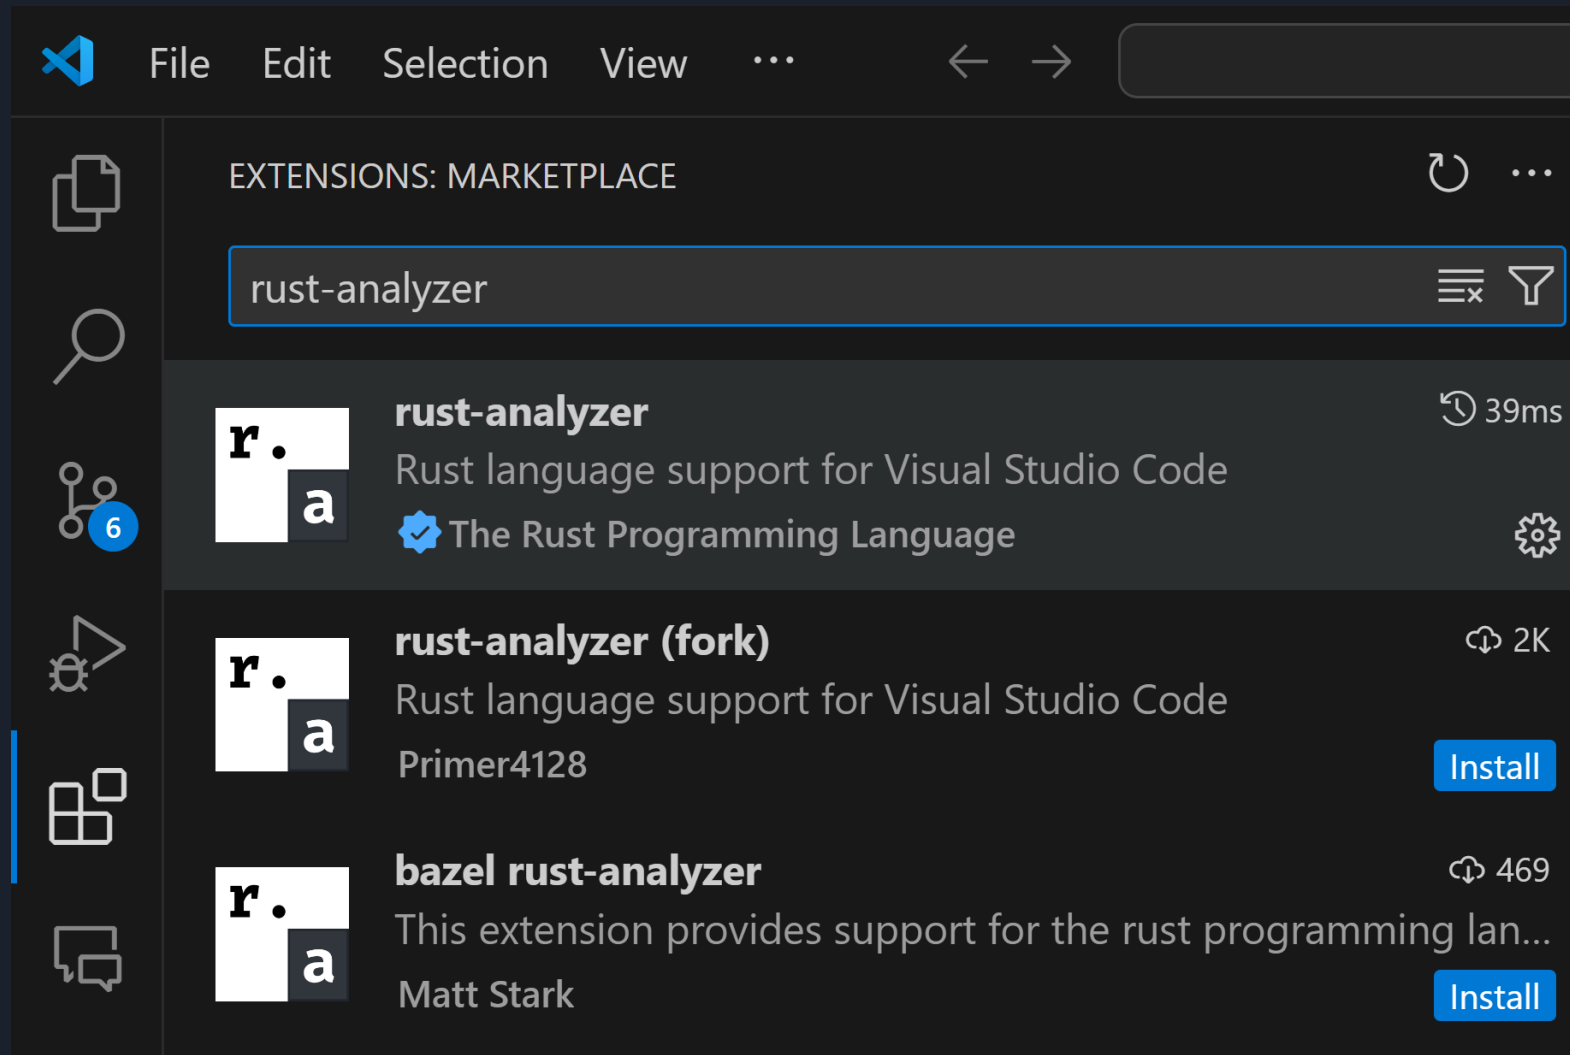 File Edit Selection View ...
EXTENSIONS: MARKETPLACE
rust-analyzer
r.
a
rust-analyzer
39ms
Rust language support for Visual Studio Code
The Rust Programming Language
6
r.
a
rust-analyzer (fork)
2K
Rust language support for Visual Studio Code
Primer4128
Install
r.
a
bazel rust-analyzer
469
This extension provides support for the rust programming lan...
Matt Stark
Install